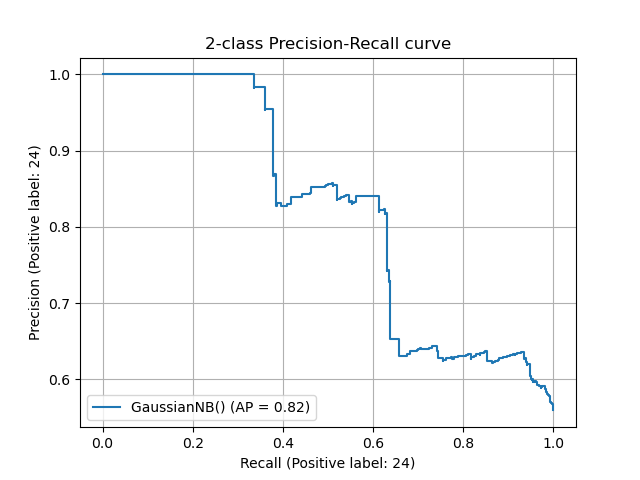 2-class Precision-Recall curve
Precision (Positive label: 24)
1.0
0.9
0.8
0.7
0.6
GaussianNB() (AP = 0.82)
0.0 0.2 0.4 0.6 0.8 1.0
Recall (Positive label: 24)